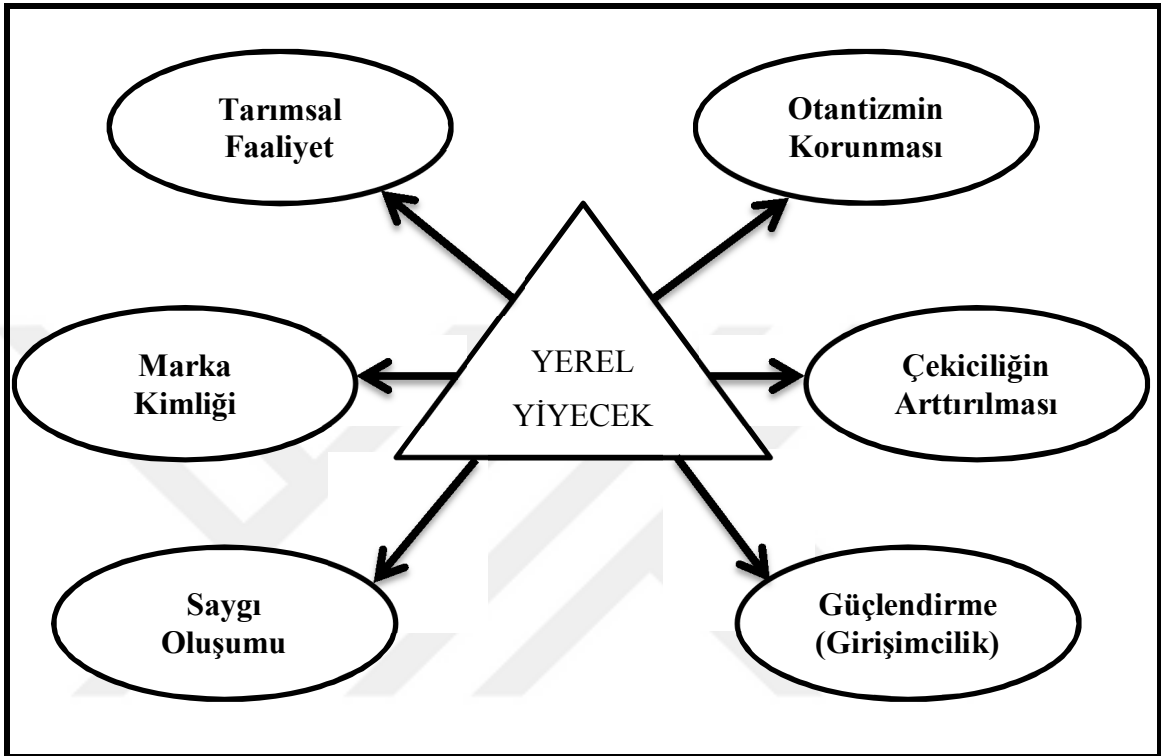 Tarımsal
Faaliyet
Otantizmin
Korunması
YEREL
YİYECEK
Marka
Kimliği
Çekiciliğin
Arttırılması
Saygı
Oluşumu
Güçlendirme
(Girişimcilik)